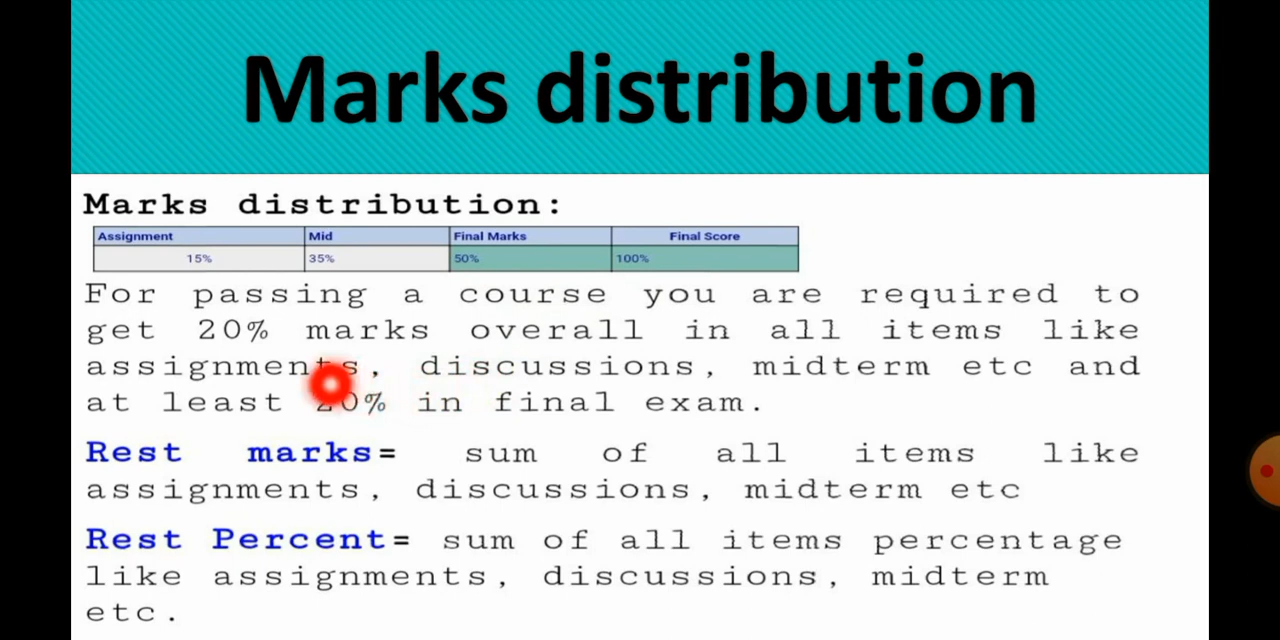 Marks distribution
Marks distribution:
Assignment Mid Final Marks Final Score
15% 35% 50% 100%
For passing a course you are required to
get 20% marks overall in all items like
assignments, discussions, midterm etc and
at least 20% in final exam.
Rest marks= sum of all items like
assignments, discussions, midterm etc
Rest Percent= sum of all items percentage
like assignments, discussions, midterm
etc.